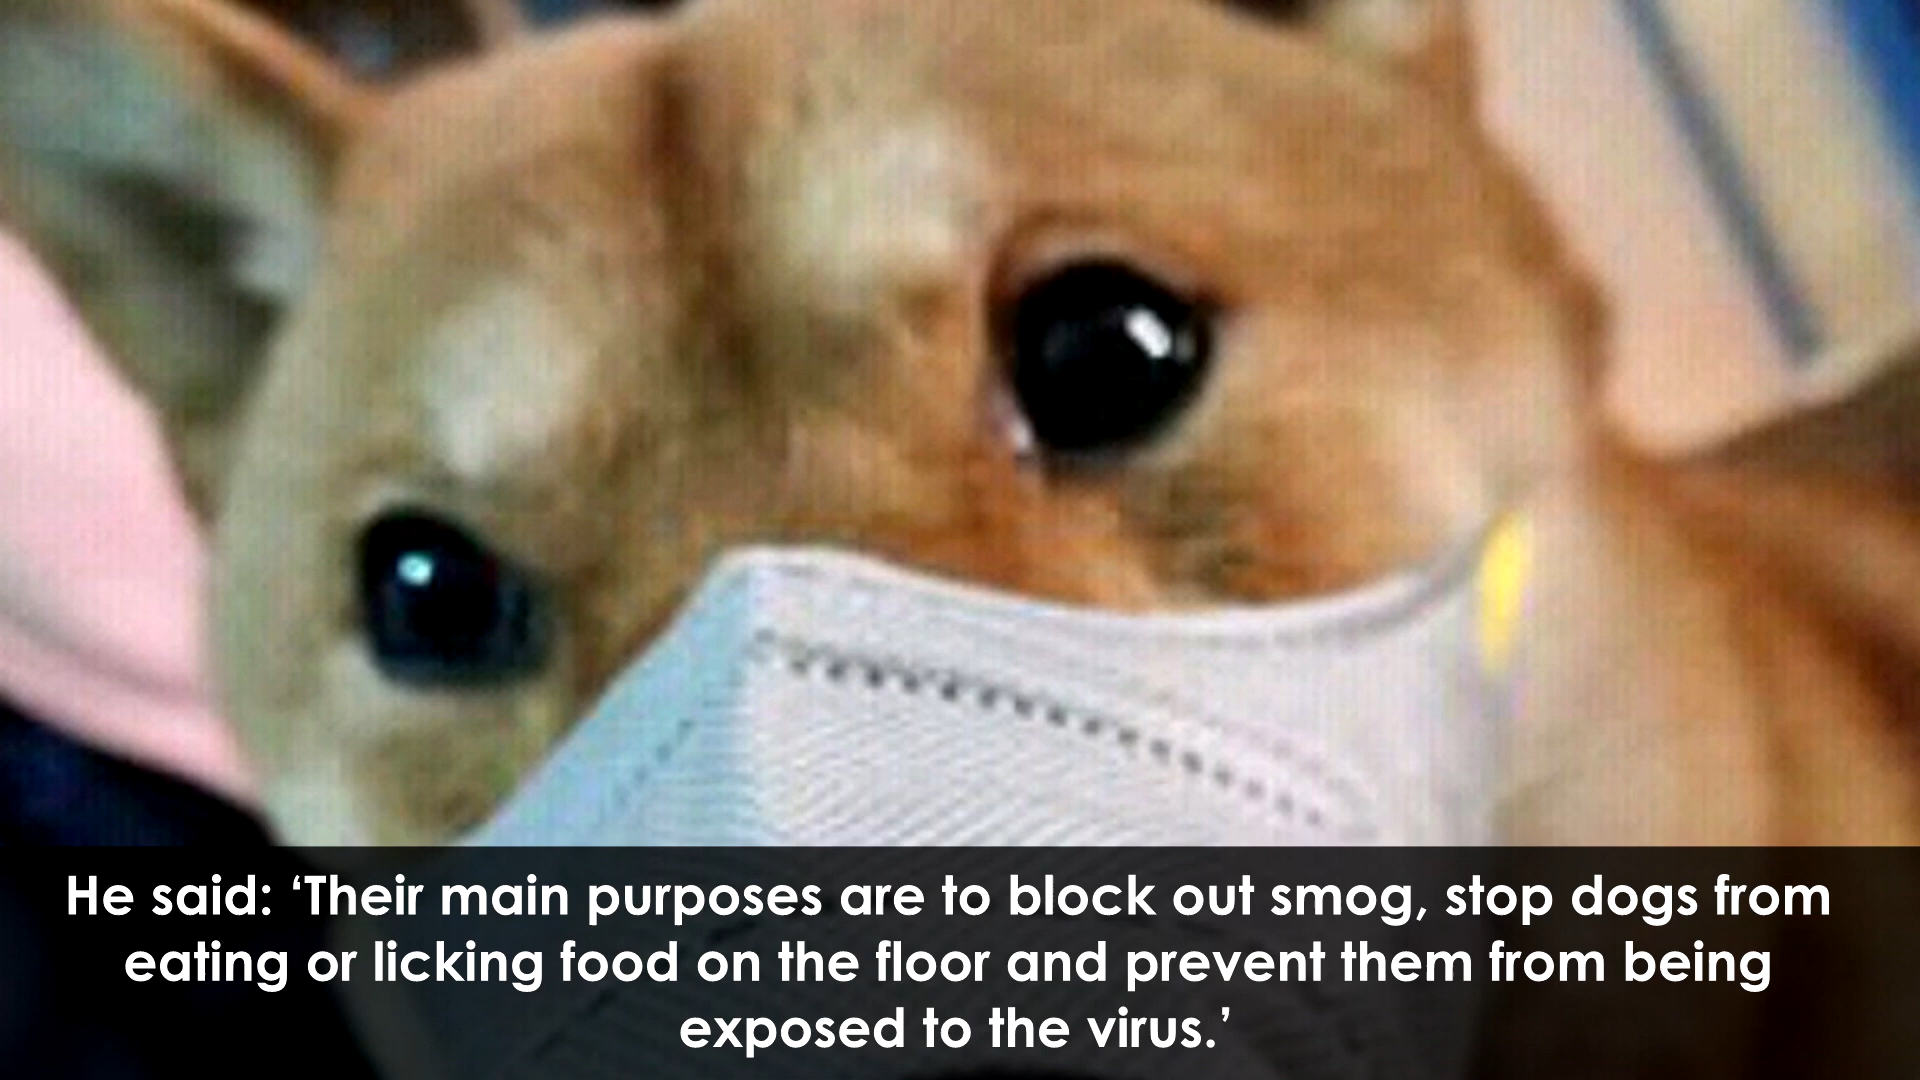 He said: ‘Their main purposes are to block out smog, stop dogs from
eating or licking food on the floor and prevent them from being
exposed to the virus.’